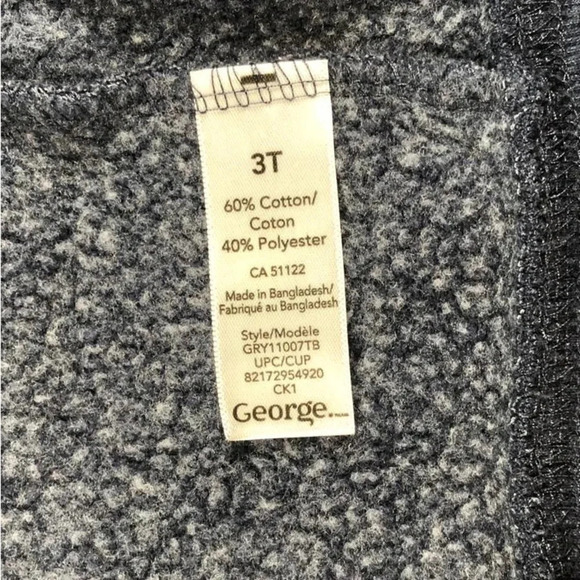 3T
60% Cotton/
Coton
40% Polyester
CA 51122
Made in Bangladesh/
Fabriqué au Bangladesh
Style/Modèle
GRY11007TB
UPC/CUP
82172954920
CK1
George.